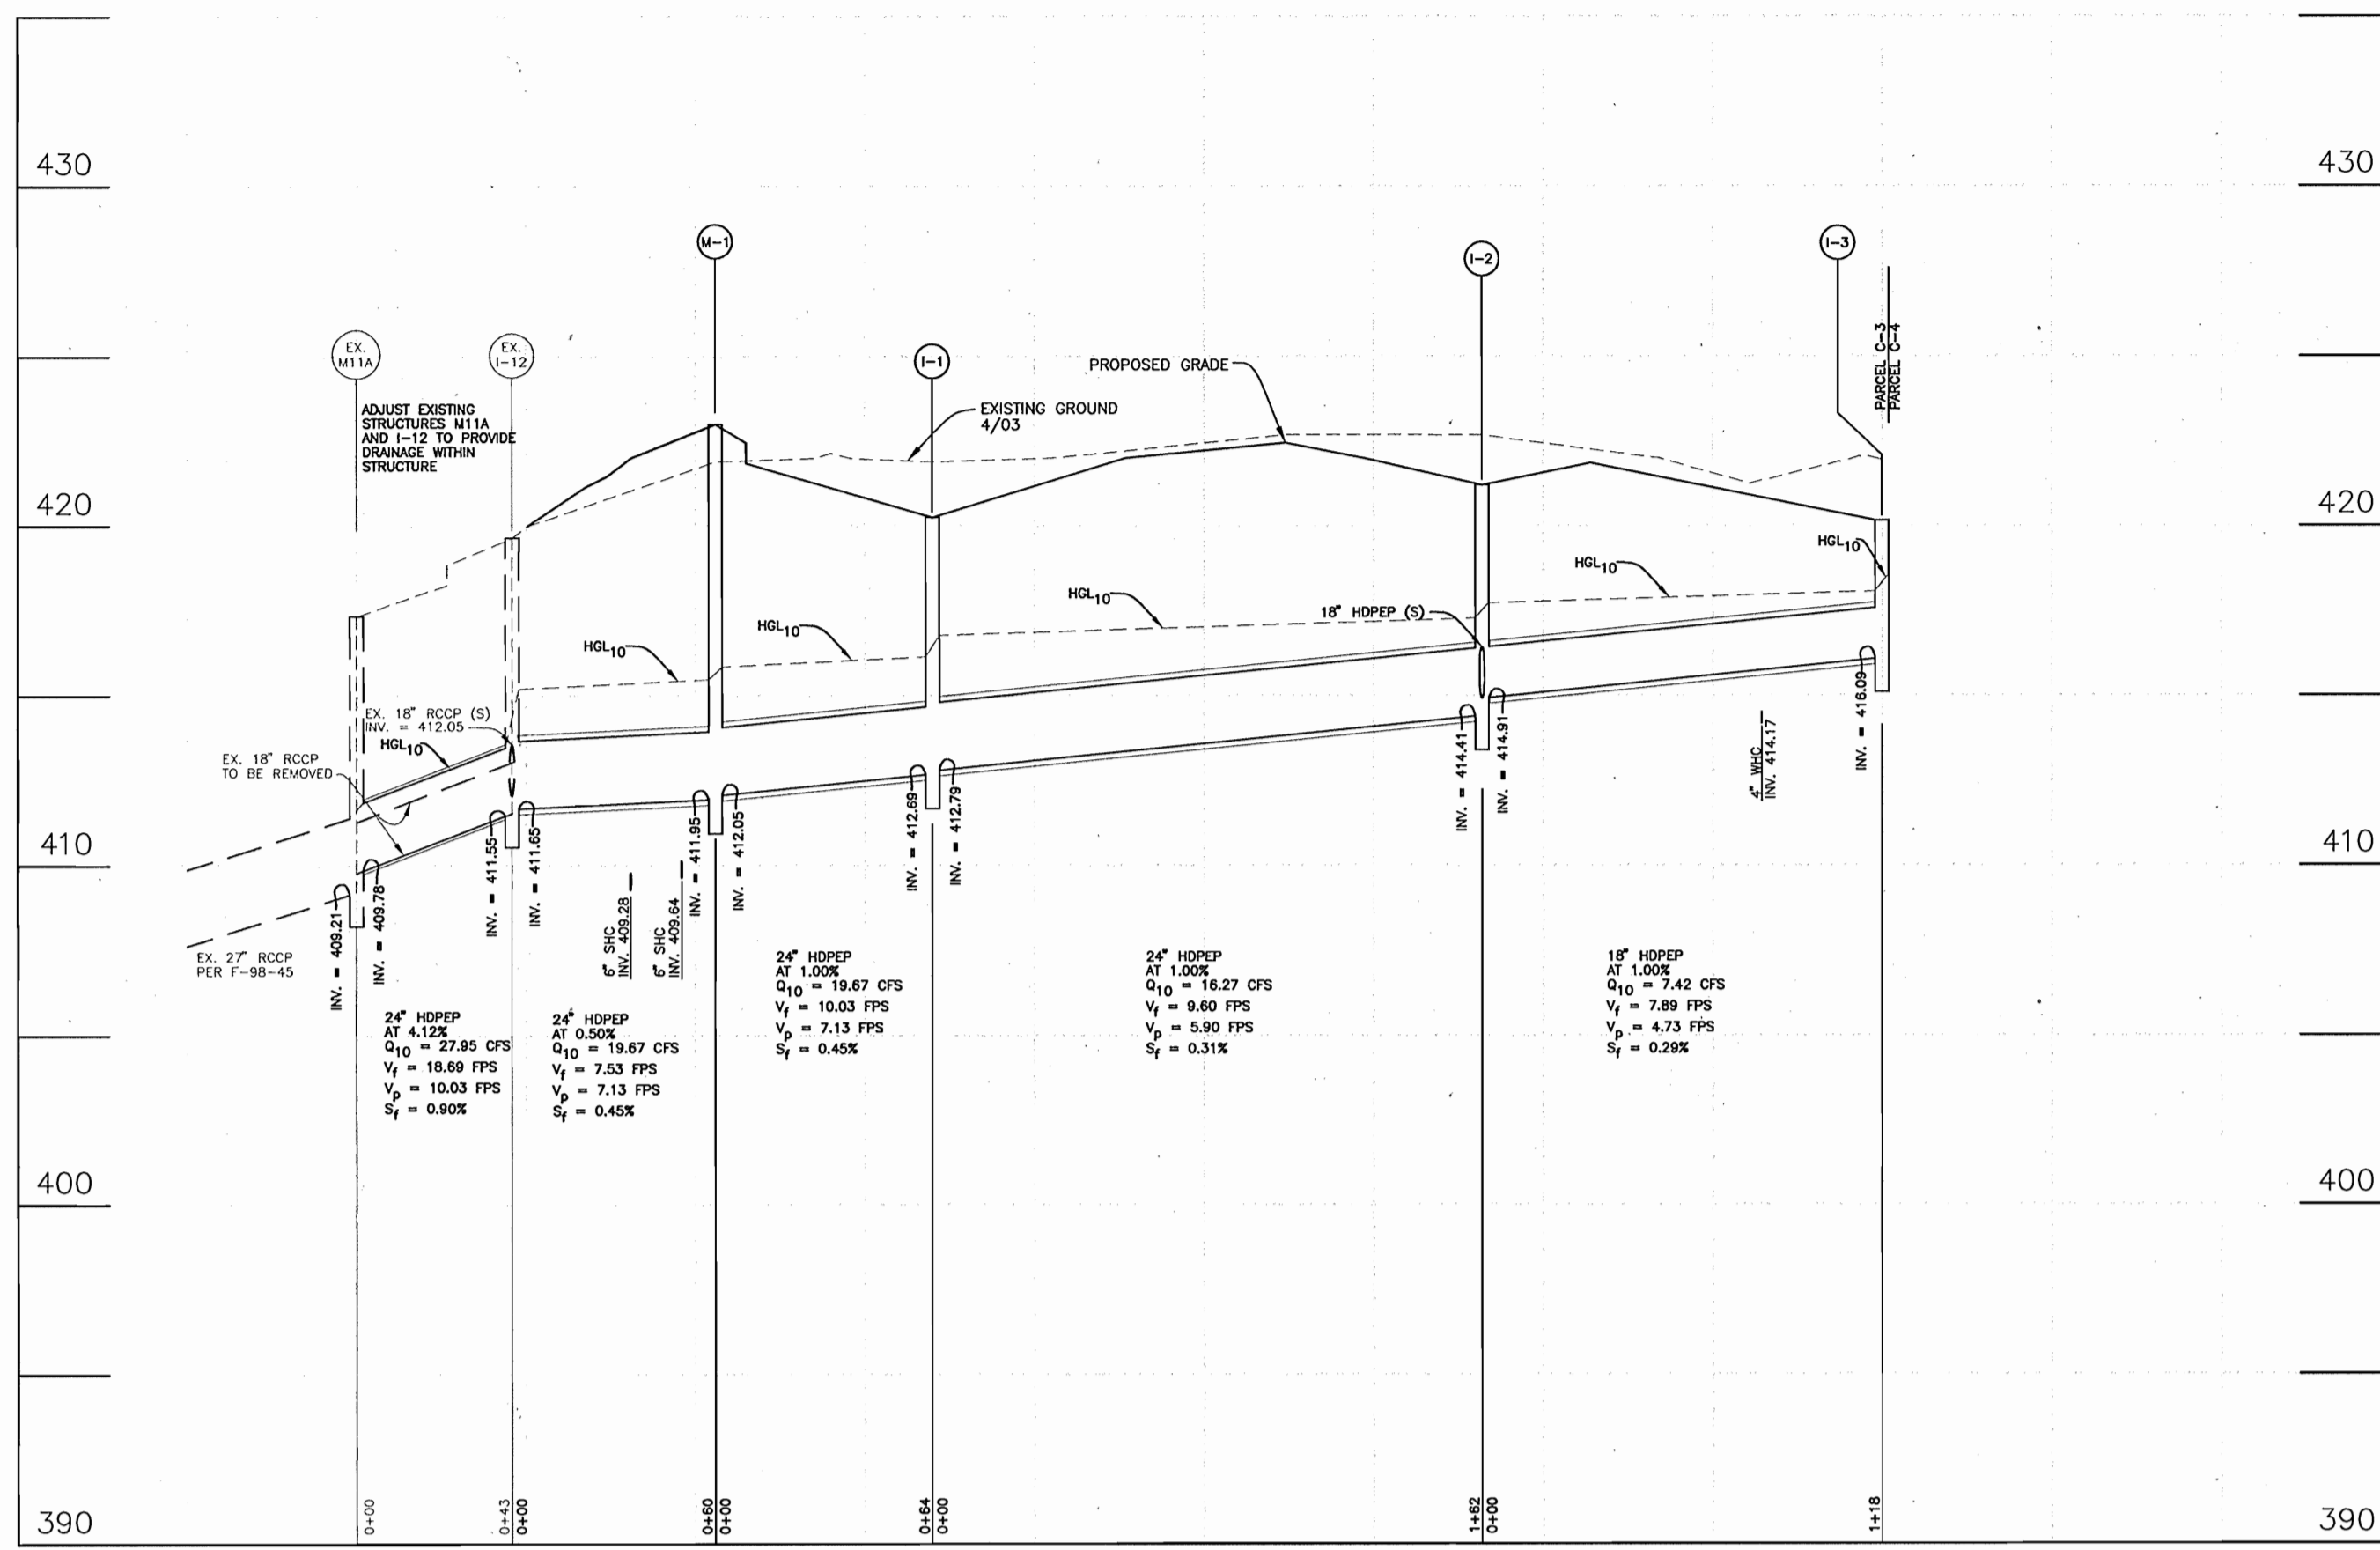 430
430
M-1
I-2
I-3
EX.
M11A
EX.
I-12
I-1
PARCEL C-3
PARCEL C-4
PROPOSED GRADE
EXISTING GROUND
4/03
ADJUST EXISTING
STRUCTURES M11A
AND I-12 TO PROVIDE
DRAINAGE WITHIN
STRUCTURE
420
420
HGL10
HGL10
HGL10
HGL10
HGL10
18" HDPEP (S)
EX. 18" RCCP (S)
INV. = 412.05
HGL10
EX. 18" RCCP
TO BE REMOVED
410
410
INV. = 409.21
INV. = 409.78
INV. = 411.55
INV. = 411.65
6" SHC
INV. 409.28
6" SHC
INV. 409.64
INV. = 411.95
INV. = 412.05
INV. = 412.69
INV. = 412.79
INV. = 414.41
INV. = 414.91
4" WHC
INV. 414.17
INV. = 416.09
EX. 27" RCCP
PER F-98-45
24" HDPEP
AT 4.12%
Q10 = 27.95 CFS
Vf = 18.69 FPS
Vp = 10.03 FPS
Sf = 0.90%
24" HDPEP
AT 0.50%
Q10 = 19.67 CFS
Vf = 7.53 FPS
Vp = 7.13 FPS
Sf = 0.45%
24" HDPEP
AT 1.00%
Q10 = 19.67 CFS
Vf = 10.03 FPS
Vp = 7.13 FPS
Sf = 0.45%
24" HDPEP
AT 1.00%
Q10 = 16.27 CFS
Vf = 9.60 FPS
Vp = 5.90 FPS
Sf = 0.31%
18" HDPEP
AT 1.00%
Q10 = 7.42 CFS
Vf = 7.89 FPS
Vp = 4.73 FPS
Sf = 0.29%
400
400
0+00
0+43
0+00
0+60
0+00
0+64
0+00
1+62
0+00
1+18
390
390